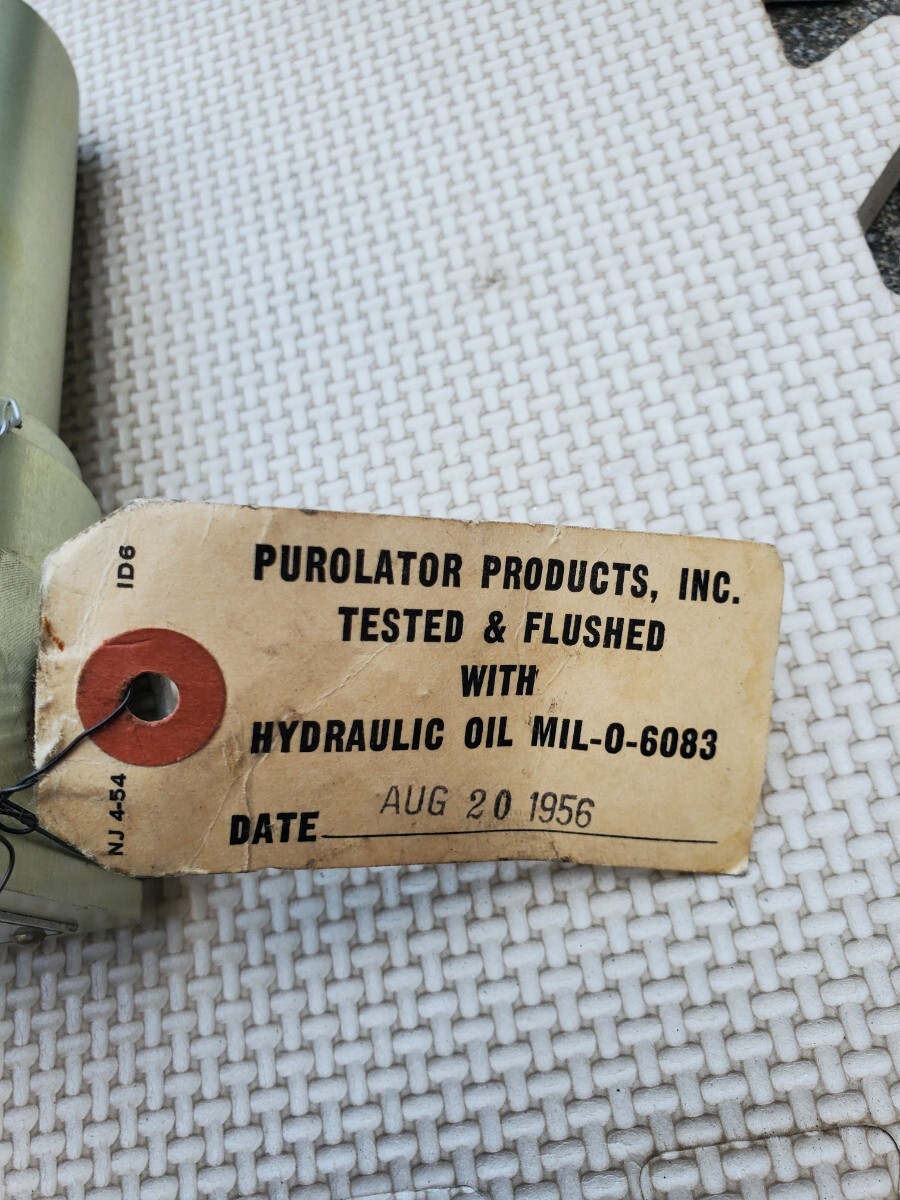 PUROLATOR PRODUCTS, INC.
TESTED & FLUSHED
WITH
HYDRAULIC OIL MIL-O-6083
DATE AUG 20 1956
ID6
NJ 4-54